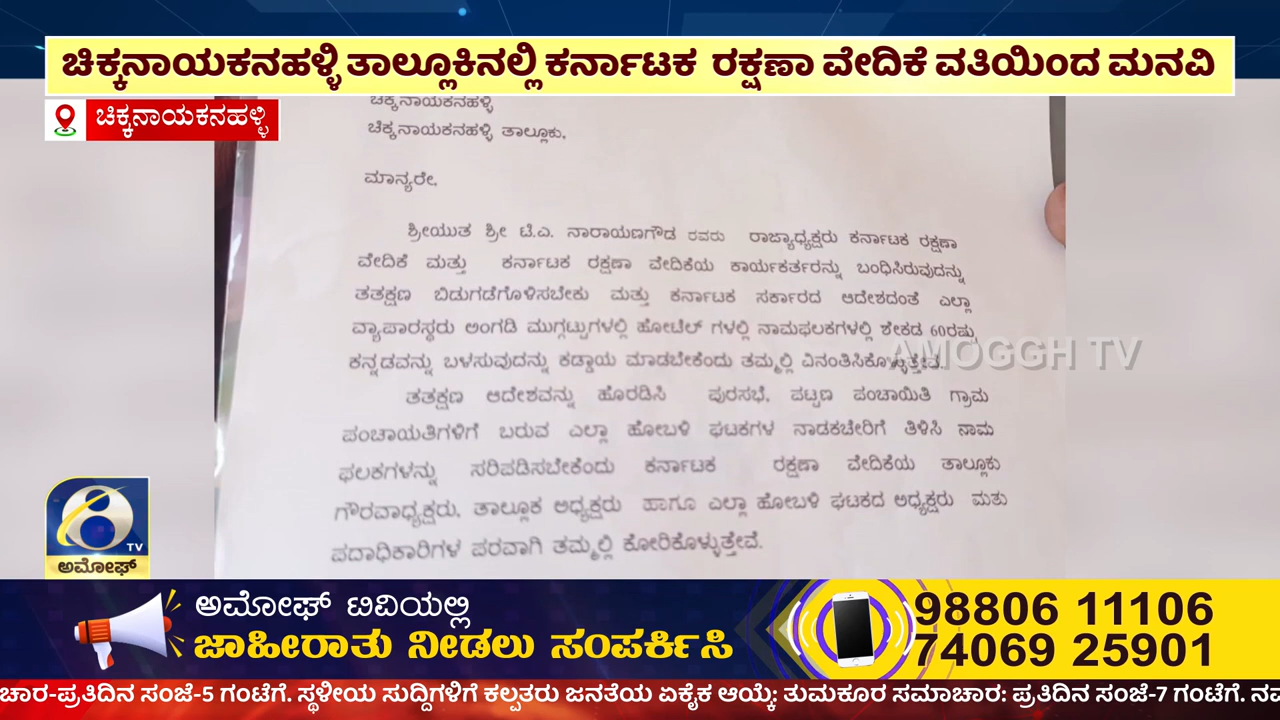 ಚಿಕ್ಕನಾಯಕನಹಳ್ಳಿ ತಾಲ್ಲೂಕಿನಲ್ಲಿ ಕರ್ನಾಟಕ ರಕ್ಷಣಾ ವೇದಿಕೆ ವತಿಯಿಂದ ಮನವಿ
ಚಿಕ್ಕನಾಯಕನಹಳ್ಳಿ
ಚಿಕ್ಕನಾಯಕನಹಳ್ಳಿ
ಚಿಕ್ಕನಾಯಕನಹಳ್ಳಿ ತಾಲ್ಲೂಕು,
ಮಾನ್ಯರೇ,
ಶ್ರೀಯುತ ಶ್ರೀ ಟಿ.ಎ. ನಾರಾಯಣಗೌಡ ರವರು ರಾಜ್ಯಾಧ್ಯಕ್ಷರು ಕರ್ನಾಟಕ ರಕ್ಷಣಾ
ವೇದಿಕೆ ಮತ್ತು ಕರ್ನಾಟಕ ರಕ್ಷಣಾ ವೇದಿಕೆಯ ಕಾರ್ಯಕರ್ತರನ್ನು ಬಂಧಿಸಿರುವುದನ್ನು
ತತಕ್ಷಣ ಬಿಡುಗಡೆಗೊಳಿಸಬೇಕು ಮತ್ತು ಕರ್ನಾಟಕ ಸರ್ಕಾರದ ಆದೇಶದಂತೆ ಎಲ್ಲಾ
ವ್ಯಾಪಾರಸ್ಥರು ಅಂಗಡಿ ಮುಗ್ಗಟ್ಟುಗಳಲ್ಲಿ ಹೋಟೆಲ್ ಗಳಲ್ಲಿ ನಾಮಫಲಕಗಳಲ್ಲಿ ಶೇಕಡ 60ರಷ್ಟು
ಕನ್ನಡವನ್ನು ಬಳಸುವುದನ್ನು ಕಡ್ಡಾಯ ಮಾಡಬೇಕೆಂದು ತಮ್ಮಲ್ಲಿ ವಿನಂತಿಸಿಕೊಳ್ಳುತ್ತೇವೆ.
AMOGGH TV
ತತಕ್ಷಣ ಆದೇಶವನ್ನು ಹೊರಡಿಸಿ ಪುರಸಭೆ, ಪಟ್ಟಣ ಪಂಚಾಯಿತಿ ಗ್ರಾಮ
ಪಂಚಾಯತಿಗಳಿಗೆ ಬರುವ ಎಲ್ಲಾ ಹೋಬಳಿ ಘಟಕಗಳ ನಾಡಕಚೇರಿಗೆ ತಿಳಿಸಿ ನಾಮ
ಫಲಕಗಳನ್ನು ಸರಿಪಡಿಸಬೇಕೆಂದು ಕರ್ನಾಟಕ ರಕ್ಷಣಾ ವೇದಿಕೆಯ ತಾಲ್ಲೂಕು
ಗೌರವಾಧ್ಯಕ್ಷರು, ತಾಲ್ಲೂಕ ಅಧ್ಯಕ್ಷರು ಹಾಗೂ ಎಲ್ಲಾ ಹೋಬಳಿ ಘಟಕದ ಅಧ್ಯಕ್ಷರು ಮತು
ಪದಾಧಿಕಾರಿಗಳ ಪರವಾಗಿ ತಮ್ಮಲ್ಲಿ ಕೋರಿಕೊಳ್ಳುತ್ತೇವೆ.
TV
ಅಮೋಘ್
ಅಮೋಘ್ ಟಿವಿಯಲ್ಲಿ
ಜಾಹೀರಾತು ನೀಡಲು ಸಂಪರ್ಕಿಸಿ
98806 11106
74069 25901
ಚಾರ-ಪ್ರತಿದಿನ ಸಂಜೆ-5 ಗಂಟೆಗೆ. ಸ್ಥಳೀಯ ಸುದ್ದಿಗಳಿಗೆ ಕಲ್ಪತರು ಜನತೆಯ ಏಕೈಕ ಆಯ್ಕೆ: ತುಮಕೂರ ಸಮಾಚಾರ: ಪ್ರತಿದಿನ ಸಂಜೆ-7 ಗಂಟೆಗೆ.